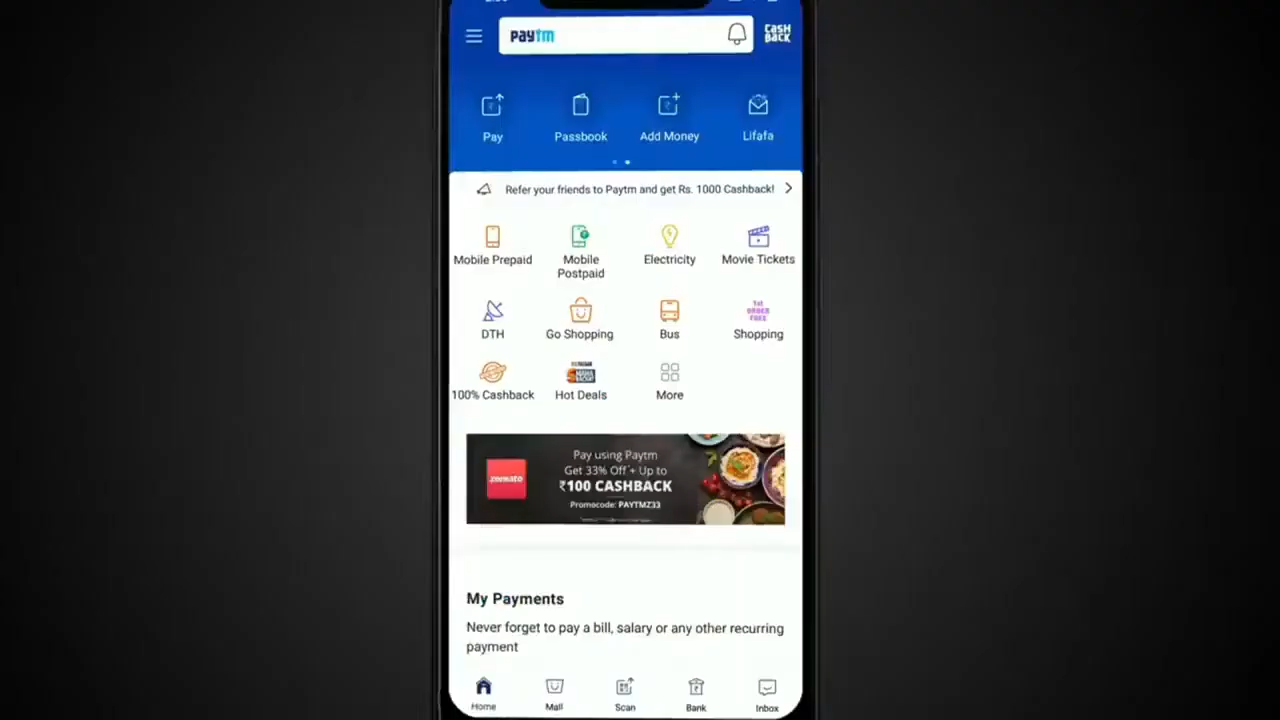 paytm
CASH
BACK
Pay
Passbook
Add Money
Lifafa
Refer your friends to Paytm and get Rs. 1000 Cashback!
Mobile Prepaid
Mobile
Postpaid
Electricity
Movie Tickets
DTH
Go Shopping
Bus
1st
ORDER
FREE
Shopping
100% Cashback
Hot Deals
More
zomato
Pay using Paytm
Get 33% Off + Up to
₹100 CASHBACK
Promocode: PAYTMZ33
My Payments
Never forget to pay a bill, salary or any other recurring
payment
Home
Mall
Scan
Bank
Inbox